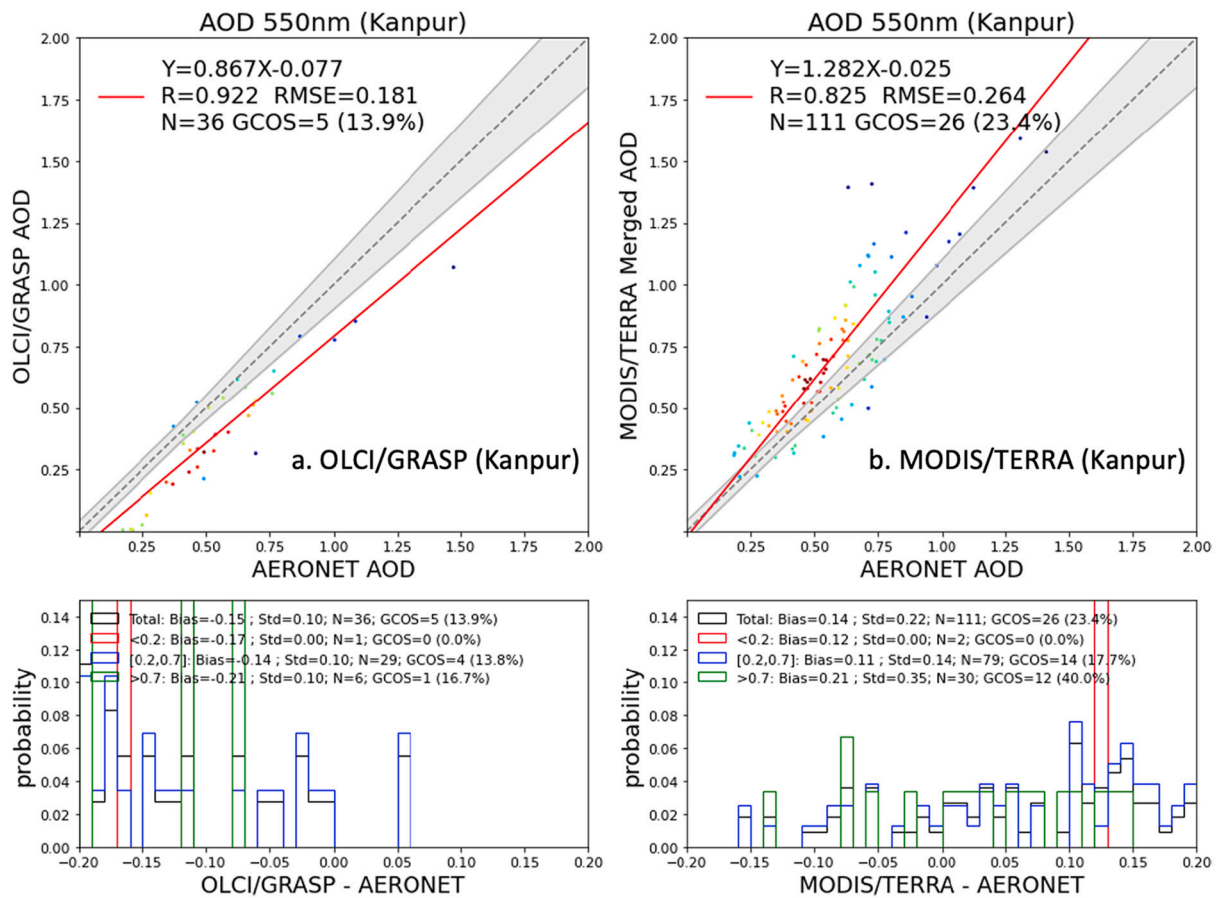 AOD 550nm (Kanpur)
2.00
1.75
1.50
1.25
1.00
0.75
0.50
0.25
Y=0.867X-0.077
R=0.922 RMSE=0.181
N=36 GCOS=5 (13.9%)
OLCI/GRASP AOD
a. OLCI/GRASP (Kanpur)
0.25 0.50 0.75 1.00 1.25 1.50 1.75 2.00
AERONET AOD
AOD 550nm (Kanpur)
2.00
1.75
1.50
1.25
1.00
0.75
0.50
0.25
Y=1.282X-0.025
R=0.825 RMSE=0.264
N=111 GCOS=26 (23.4%)
MODIS/TERRA Merged AOD
b. MODIS/TERRA (Kanpur)
0.25 0.50 0.75 1.00 1.25 1.50 1.75 2.00
AERONET AOD
0.14
0.12
0.10
0.08
0.06
0.04
0.02
0.00
probability
Total: Bias=-0.15 ; Std=0.10; N=36; GCOS=5 (13.9%)
<0.2: Bias=-0.17 ; Std=0.00; N=1; GCOS=0 (0.0%)
[0.2,0.7]: Bias=-0.14 ; Std=0.10; N=29; GCOS=4 (13.8%)
>0.7: Bias=-0.21 ; Std=0.10; N=6; GCOS=1 (16.7%)
−0.20 −0.15 −0.10 −0.05 0.00 0.05 0.10 0.15 0.20
OLCI/GRASP - AERONET
0.14
0.12
0.10
0.08
0.06
0.04
0.02
0.00
probability
Total: Bias=0.14 ; Std=0.22; N=111; GCOS=26 (23.4%)
<0.2: Bias=0.12 ; Std=0.00; N=2; GCOS=0 (0.0%)
[0.2,0.7]: Bias=0.11 ; Std=0.14; N=79; GCOS=14 (17.7%)
>0.7: Bias=0.21 ; Std=0.35; N=30; GCOS=12 (40.0%)
−0.20 −0.15 −0.10 −0.05 0.00 0.05 0.10 0.15 0.20
MODIS/TERRA - AERONET